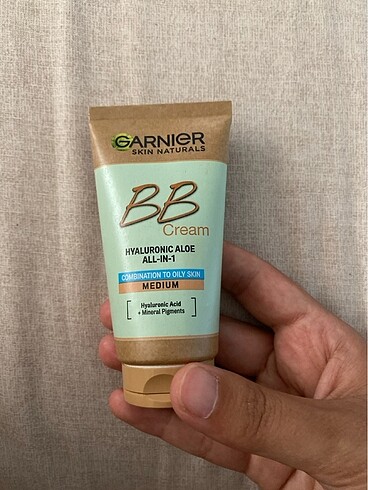 GARNIER
SKIN NATURALS
BB
Cream
HYALURONIC ALOE
ALL-IN-1
COMBINATION TO OILY SKIN
MEDIUM
Hyaluronic Acid
+ Mineral Pigments